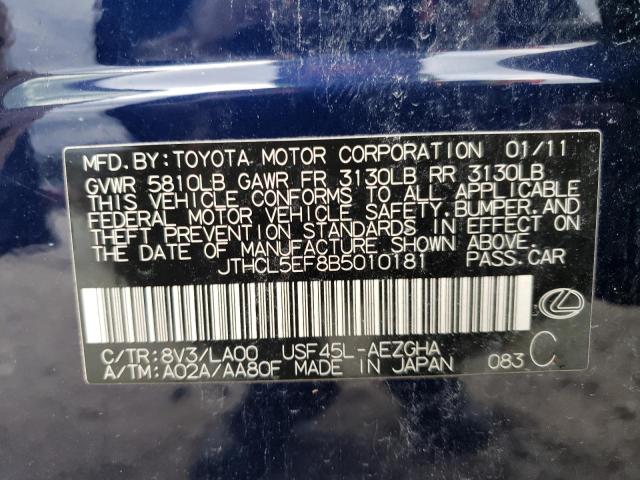 MFD. BY: TOYOTA MOTOR CORPORATION 01/11
GVWR 5810LB GAWR FR 3130LB RR 3130LB
THIS VEHICLE CONFORMS TO ALL APPLICABLE
FEDERAL MOTOR VEHICLE SAFETY, BUMPER, AND
THEFT PREVENTION STANDARDS IN EFFECT ON
THE DATE OF MANUFACTURE SHOWN ABOVE.
JTHCL5EF8B5010181 PASS. CAR
C/TR: 8V3/LA00 USF45L-AEZGHA
A/TM: A02A/AA80F MADE IN JAPAN 083 C